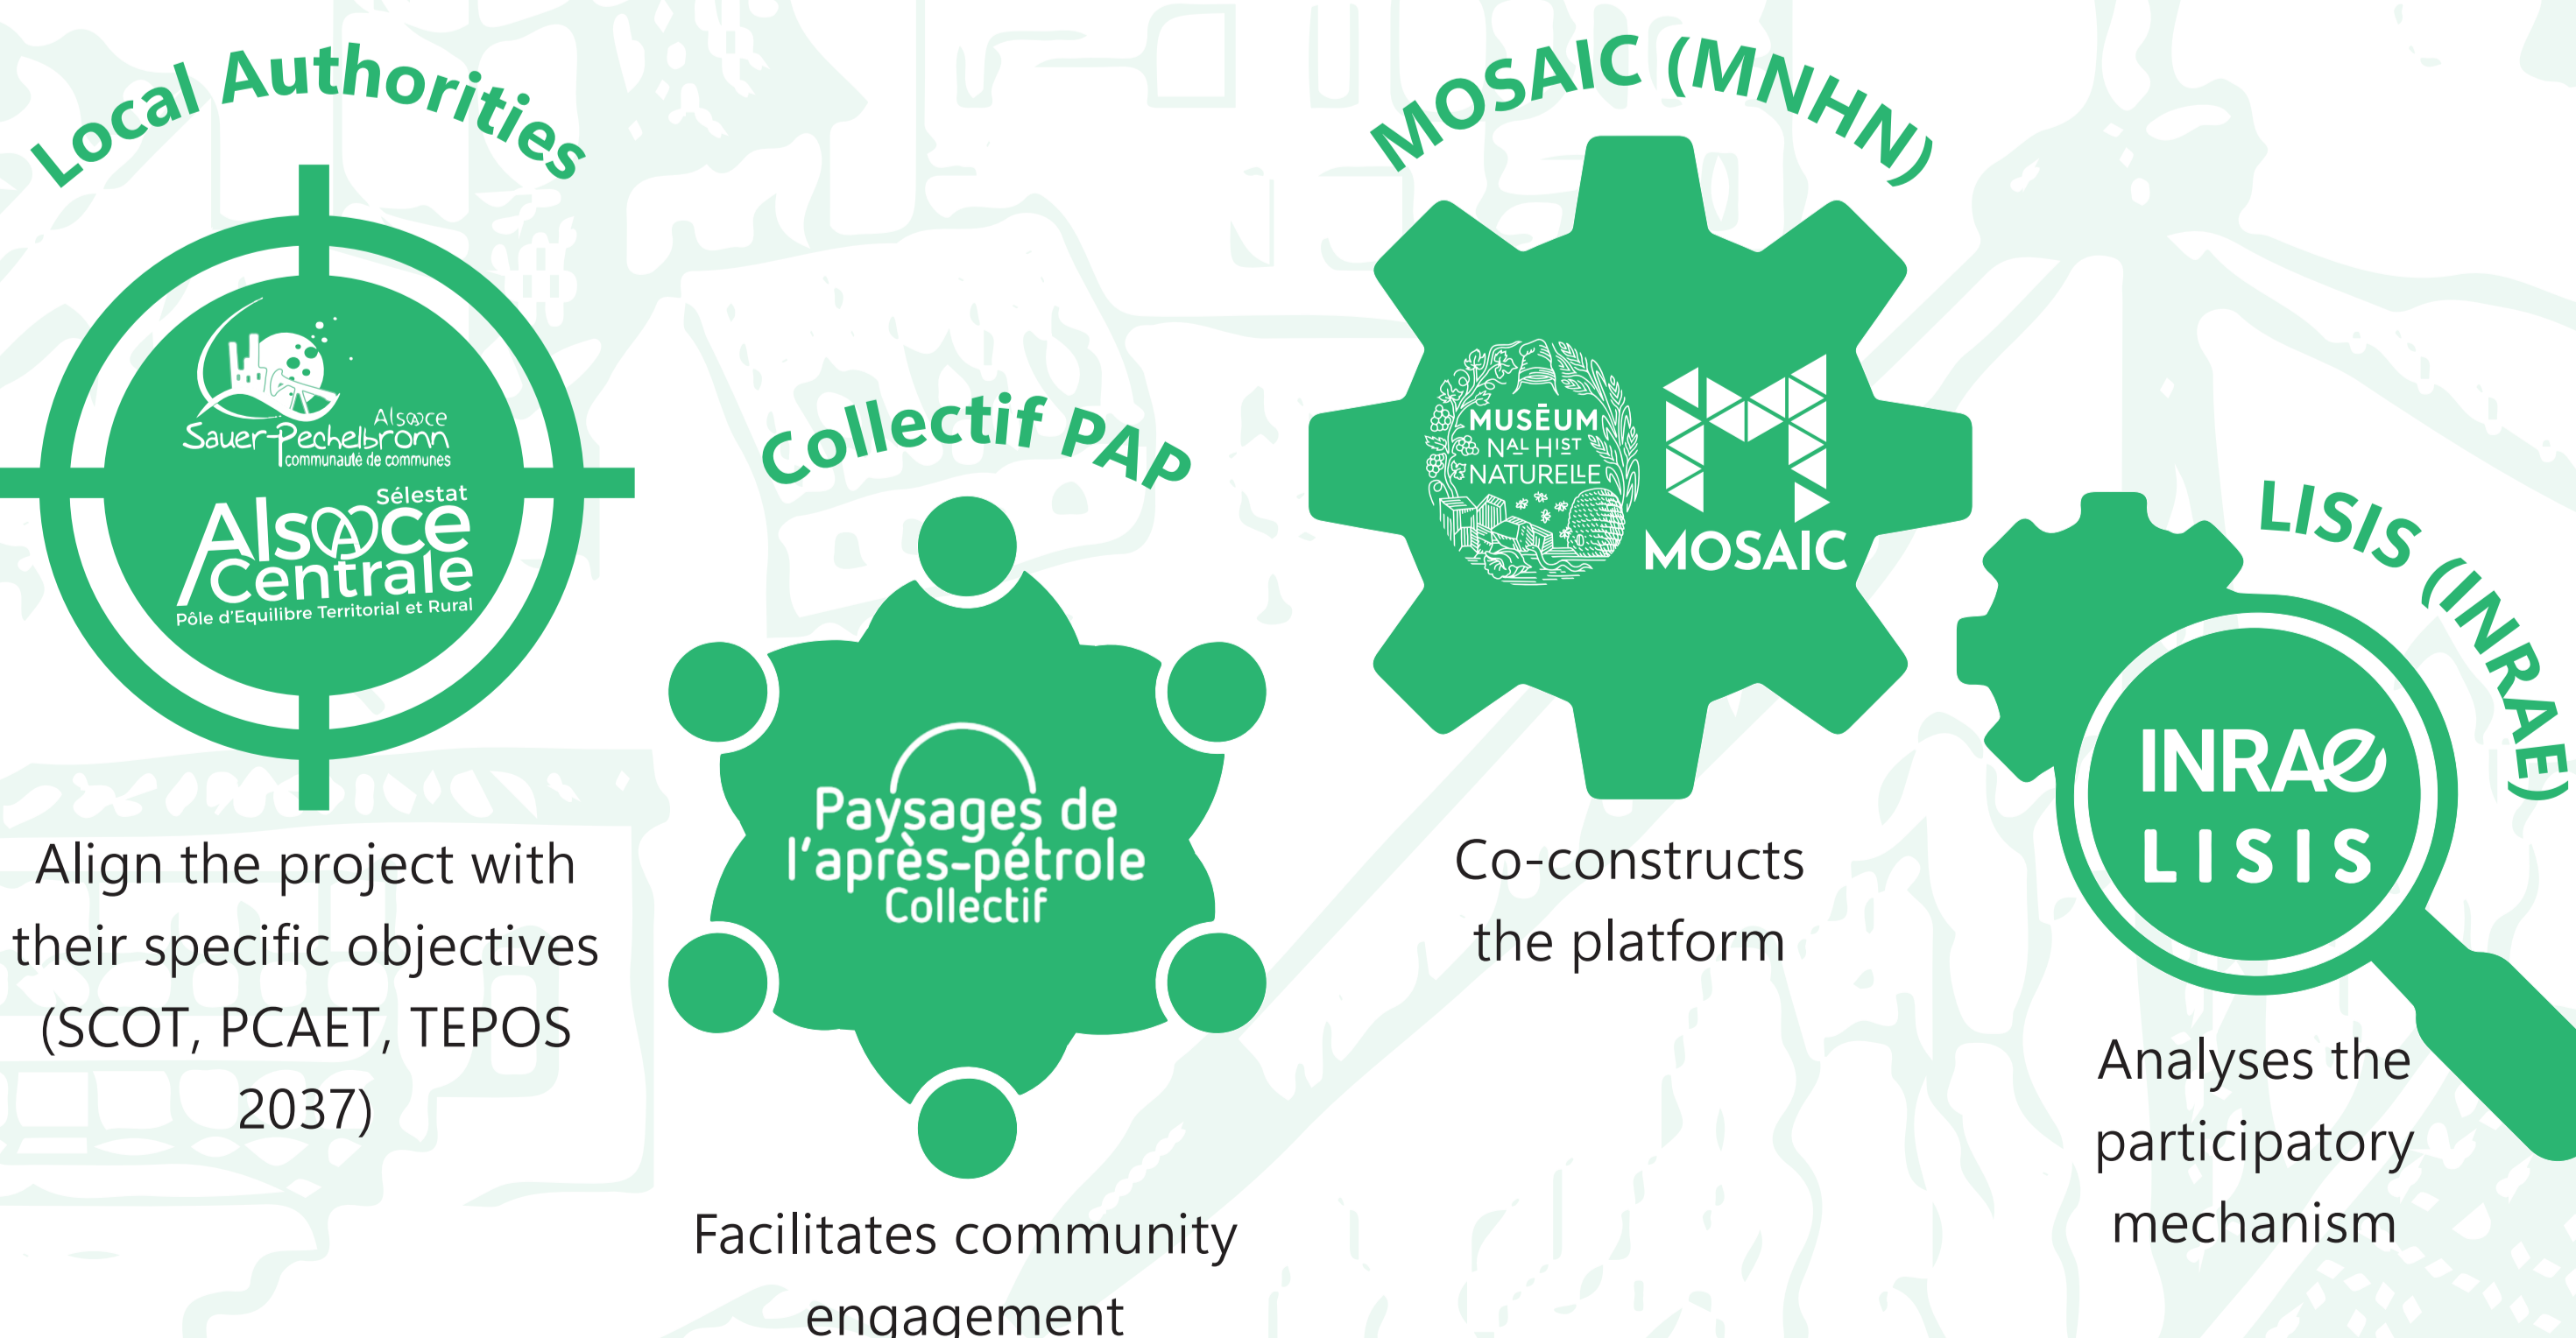 Local Authorities
Alsace
Sauer-Pechelbronn
communauté de communes
Sélestat
Alsace
Centrale
Pôle d'Equilibre Territorial et Rural
Align the project with
their specific objectives
(SCOT, PCAET, TEPOS
2037)
Collectif PAP
Paysages de
l'après-pétrole
Collectif
Facilitates community
engagement
MOSAIC (MNHN)
MUSĒUM
NAL HIST
NATURELLE
MOSAIC
Co-constructs
the platform
LISIS (INRAE)
INRAe
LISIS
Analyses the
participatory
mechanism